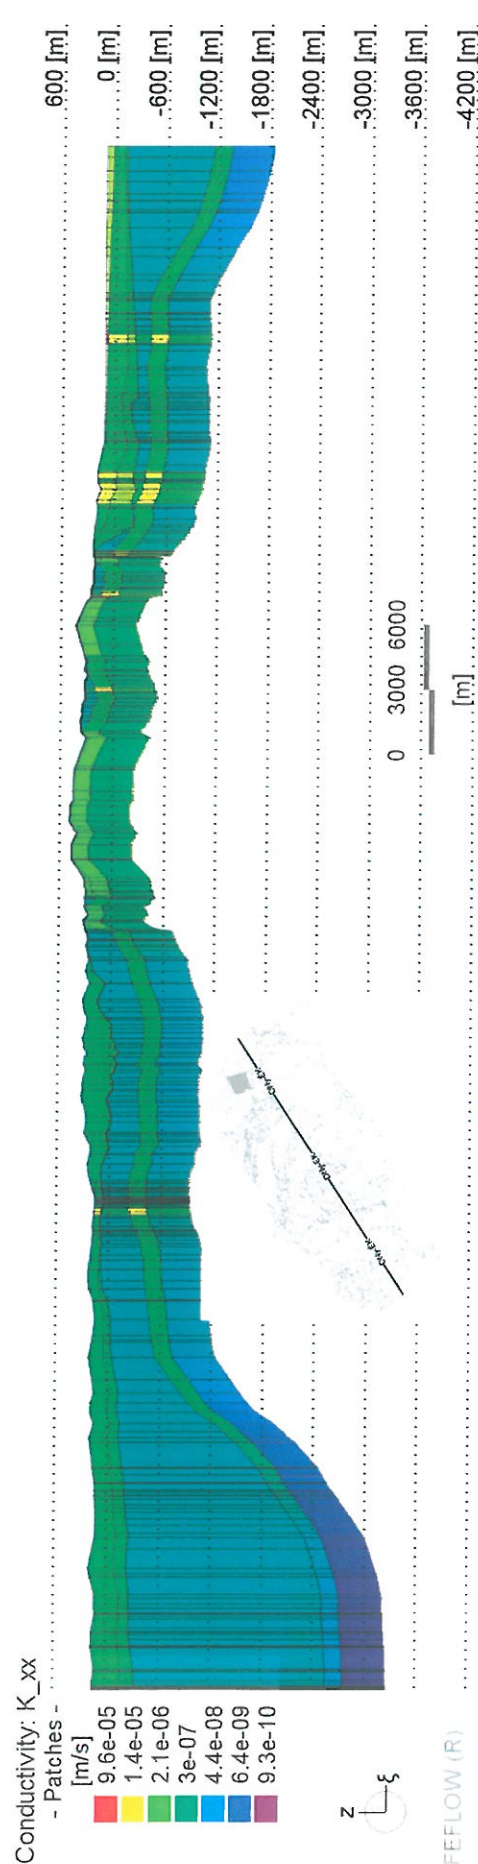 Conductivity: K_xx
- Patches -
[m/s]
9.6e-05
1.4e-05
2.1e-06
3e-07
4.4e-08
6.4e-09
9.3e-10
600 [m]
0 [m]
-600 [m]
-1200 [m]
-1800 [m]
-2400 [m]
-3000 [m]
-3600 [m]
-4200 [m]
0 3000 6000
[m]
z
ξ
FEFLOW (R)